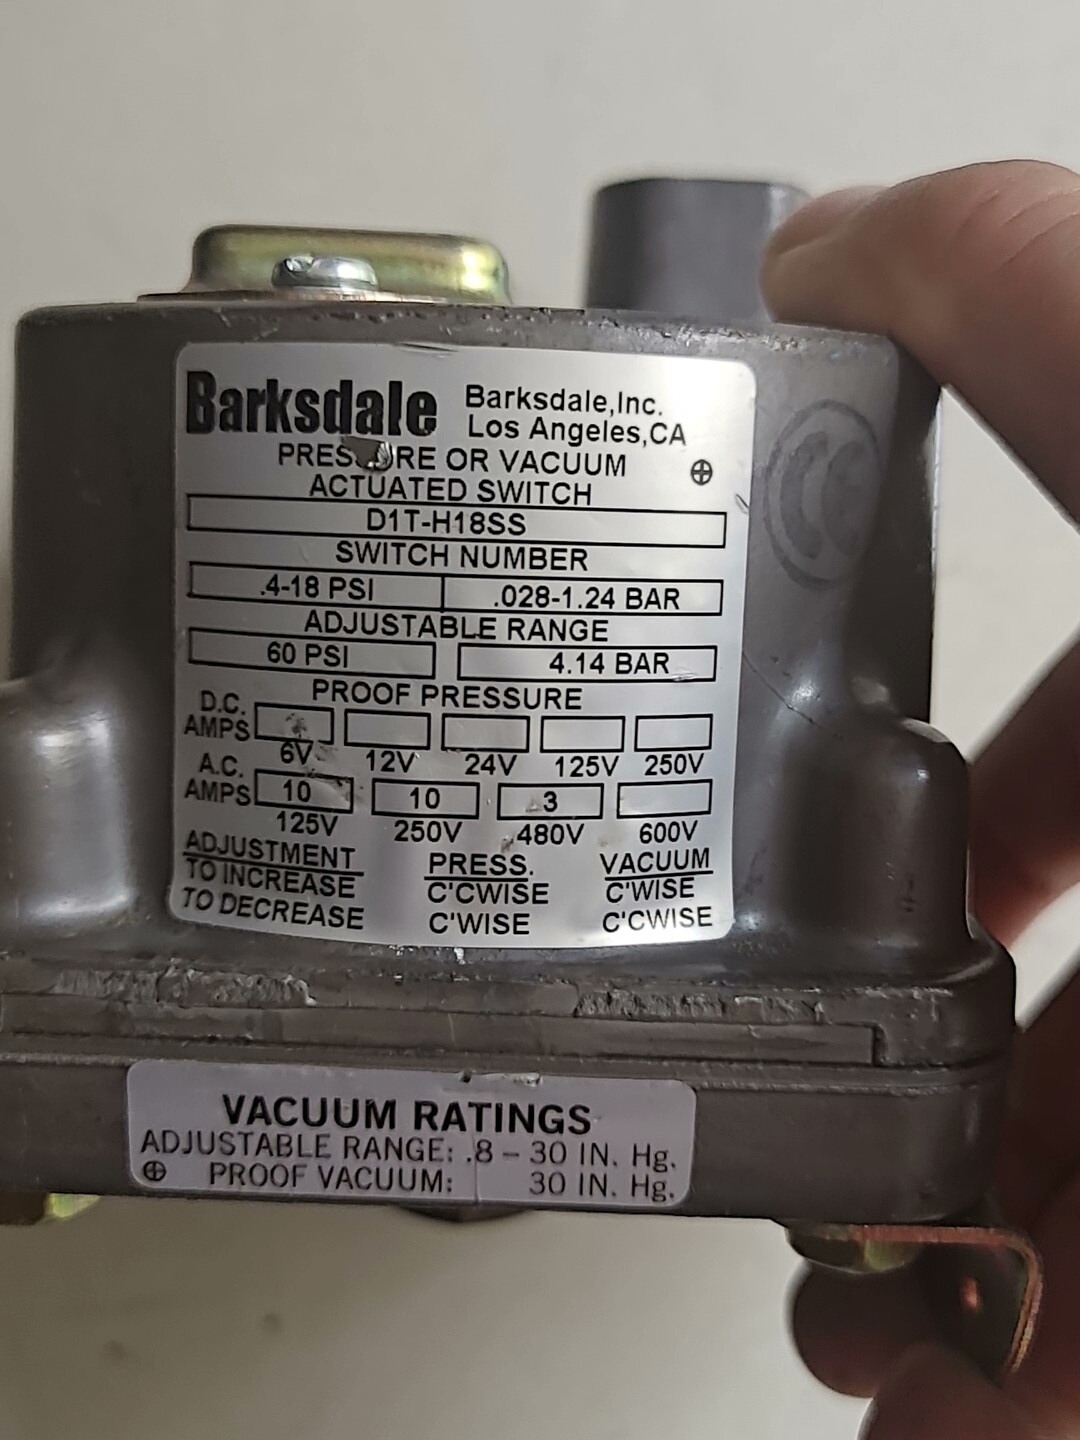 Barksdale
Barksdale,Inc.
Los Angeles,CA
PRESSURE OR VACUUM
ACTUATED SWITCH
D1T-H18SS
SWITCH NUMBER
.4-18 PSI .028-1.24 BAR
ADJUSTABLE RANGE
60 PSI 4.14 BAR
PROOF PRESSURE
D.C.
AMPS
6V 12V 24V 125V 250V
A.C.
AMPS 10 10 3
125V 250V 480V 600V
ADJUSTMENT PRESS. VACUUM
TO INCREASE C'CWISE C'WISE
TO DECREASE C'WISE C'CWISE
VACUUM RATINGS
ADJUSTABLE RANGE: .8 – 30 IN. Hg.
PROOF VACUUM: 30 IN. Hg.